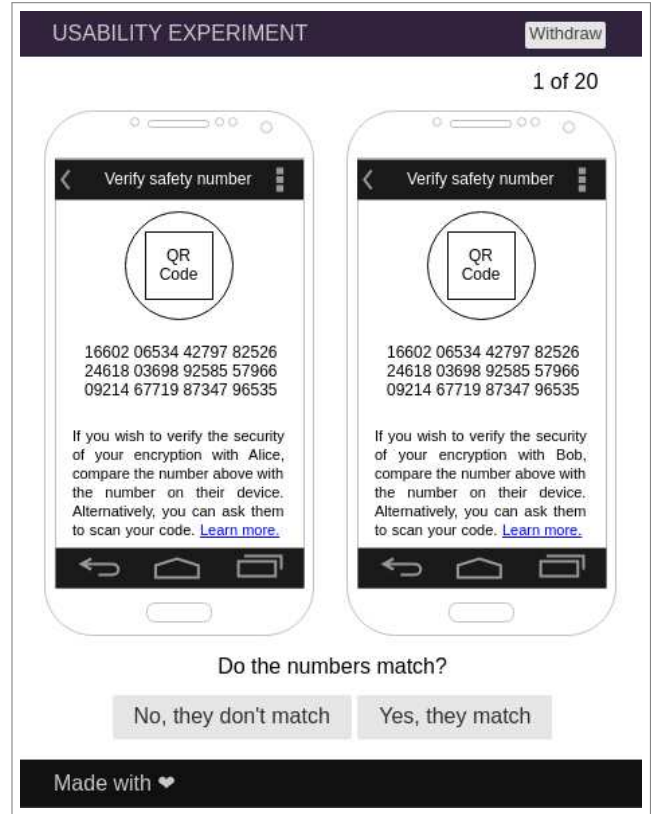 USABILITY EXPERIMENT
Withdraw
1 of 20
Verify safety number
QR
Code
16602 06534 42797 82526
24618 03698 92585 57966
09214 67719 87347 96535
If you wish to verify the security
of your encryption with Alice,
compare the number above with
the number on their device.
Alternatively, you can ask them
to scan your code. Learn more.
Verify safety number
QR
Code
16602 06534 42797 82526
24618 03698 92585 57966
09214 67719 87347 96535
If you wish to verify the security
of your encryption with Bob,
compare the number above with
the number on their device.
Alternatively, you can ask them
to scan your code. Learn more.
Do the numbers match?
No, they don't match
Yes, they match
Made with ❤